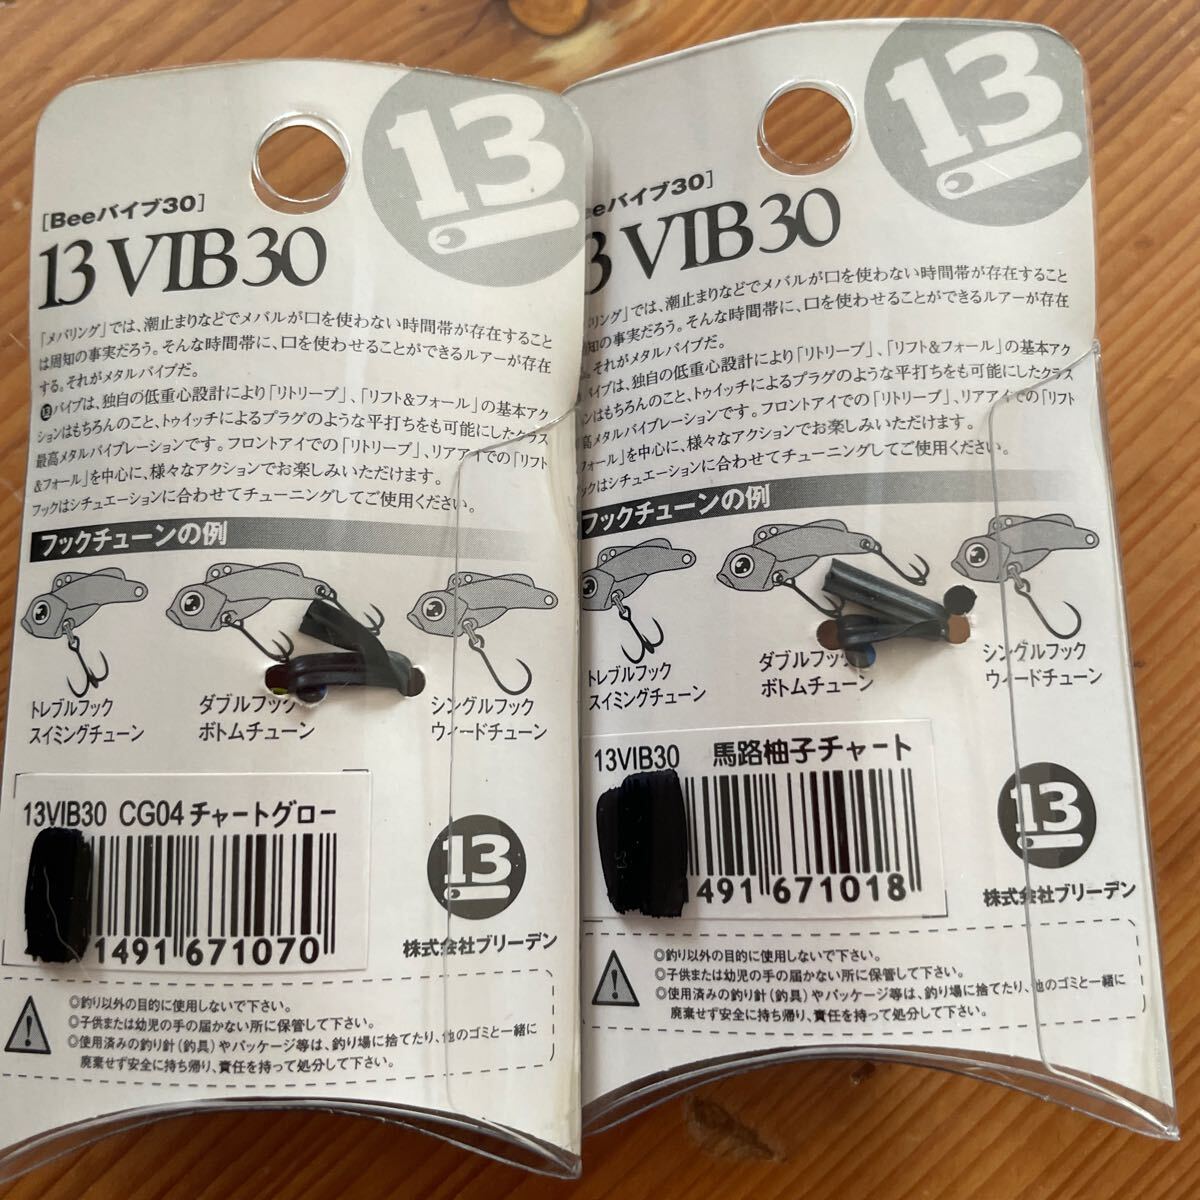 13
[Beeバイブ30]
13 VIB 30
「メバリング」では、潮止まりなどでメバルが口を使わない時間帯が存在すること
は周知の事実だろう。そんな時間帯に、口を使わせることができるルアーが存在
する。それがメタルバイブだ。
13バイブは、独自の低重心設計により「リトリーブ」、「リフト&フォール」の基本アク
ションはもちろんのこと、トゥイッチによるプラグのような平打ちをも可能にしたクラス
最高メタルバイブレーションです。フロントアイでの「リトリーブ」、リアアイでの「リフト
&フォール」を中心に、様々なアクションでお楽しみいただけます。
フックはシチュエーションに合わせてチューニングしてご使用ください。
フックチューンの例
トレブルフック
スイミングチューン
ダブルフック
ボトムチューン
シングルフック
ウィードチューン
13VIB30 CG04チャートグロー
1491 671070
13
株式会社ブリーデン
◎釣り以外の目的に使用しないで下さい。
◎子供または幼児の手の届かない所に保管して下さい。
◎使用済みの釣り針(釣具)やパッケージ等は、釣り場に捨てたり、他のゴミと一緒に
廃棄せず安全に持ち帰り、責任を持って処分して下さい。
13
eeバイブ30]
3 VIB 30
リング」では、潮止まりなどでメバルが口を使わない時間帯が存在すること
知の事実だろう。そんな時間帯に、口を使わせることができるルアーが存在
。それがメタルバイブだ。
バイブは、独自の低重心設計により「リトリーブ」、「リフト&フォール」の基本アク
ョンはもちろんのこと、トゥイッチによるプラグのような平打ちをも可能にしたクラス
高メタルバイブレーションです。フロントアイでの「リトリーブ」、リアアイでの「リフト
フォール」を中心に、様々なアクションでお楽しみいただけます。
ックはシチュエーションに合わせてチューニングしてご使用ください。
フックチューンの例
トレブルフック
スイミングチューン
ダブルフック
ボトムチューン
シングルフック
ウィードチューン
13VIB30 馬路柚子チャート
1491 671018
13
株式会社ブリーデン
◎釣り以外の目的に使用しないで下さい。
◎子供または幼児の手の届かない所に保管して下さい。
◎使用済みの釣り針(釣具)やパッケージ等は、釣り場に捨てたり、他のゴミと一緒に
廃棄せず安全に持ち帰り、責任を持って処分して下さい。